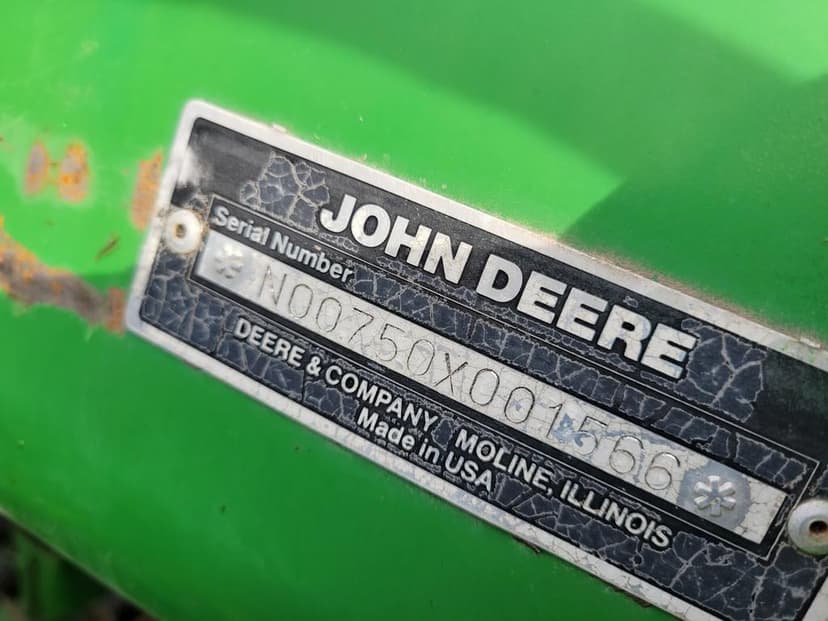 JOHN DEERE
Serial Number
* N00750X001566 *
DEERE & COMPANY MOLINE, ILLINOIS
Made in USA